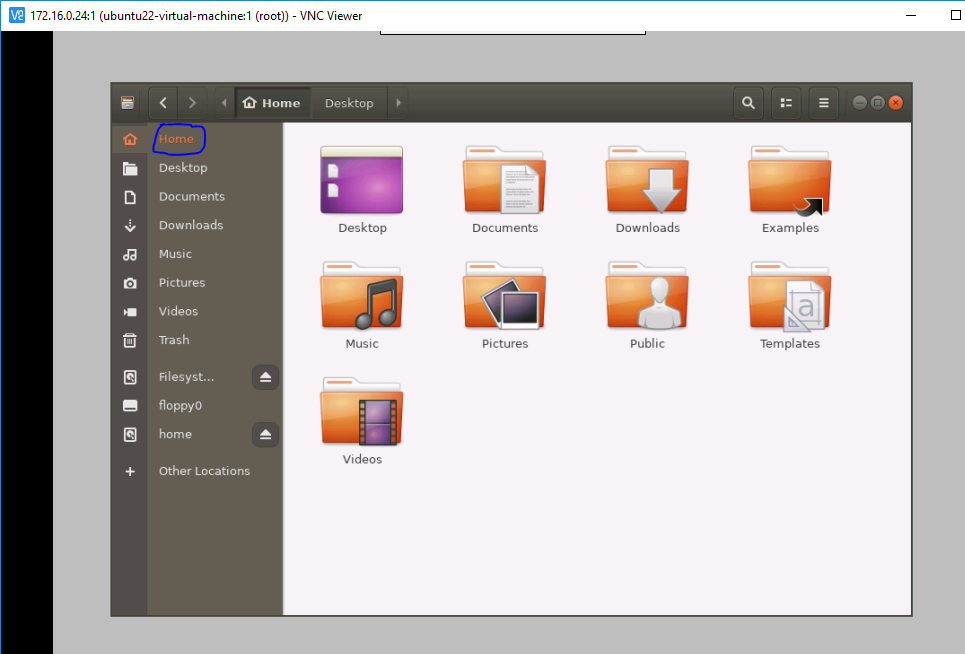 172.16.0.24:1 (ubuntu22-virtual-machine:1 (root)) - VNC Viewer
Home Desktop
Home
Desktop
Documents
Downloads
Music
Pictures
Videos
Trash
Filesyst...
floppy0
home
Other Locations
Desktop Documents Downloads Examples
Music Pictures Public Templates
Videos